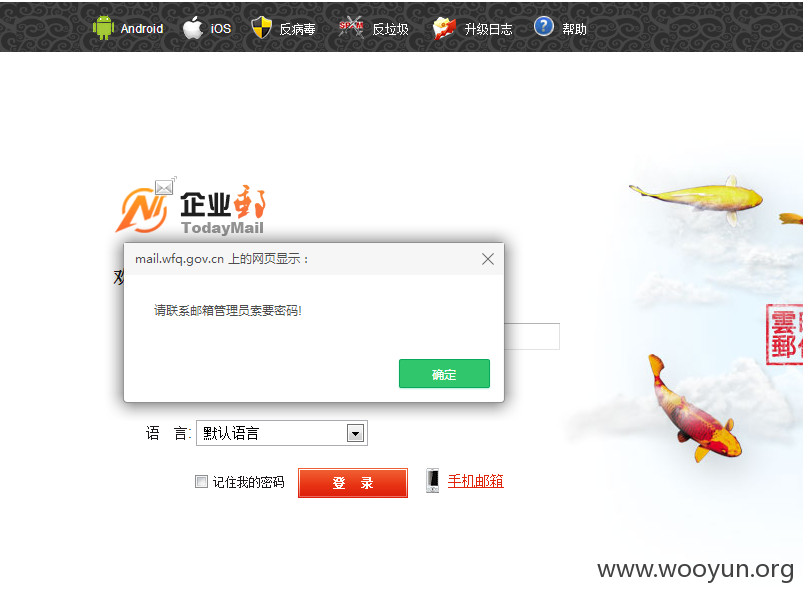 Android iOS 反病毒 SPAM 反垃圾 升级日志 ? 帮助
企业邮
TodayMail
mail.wfq.gov.cn 上的网页显示：
请联系邮箱管理员索要密码!
确定
语 言: 默认语言
记住我的密码 登 录 手机邮箱
www.wooyun.org